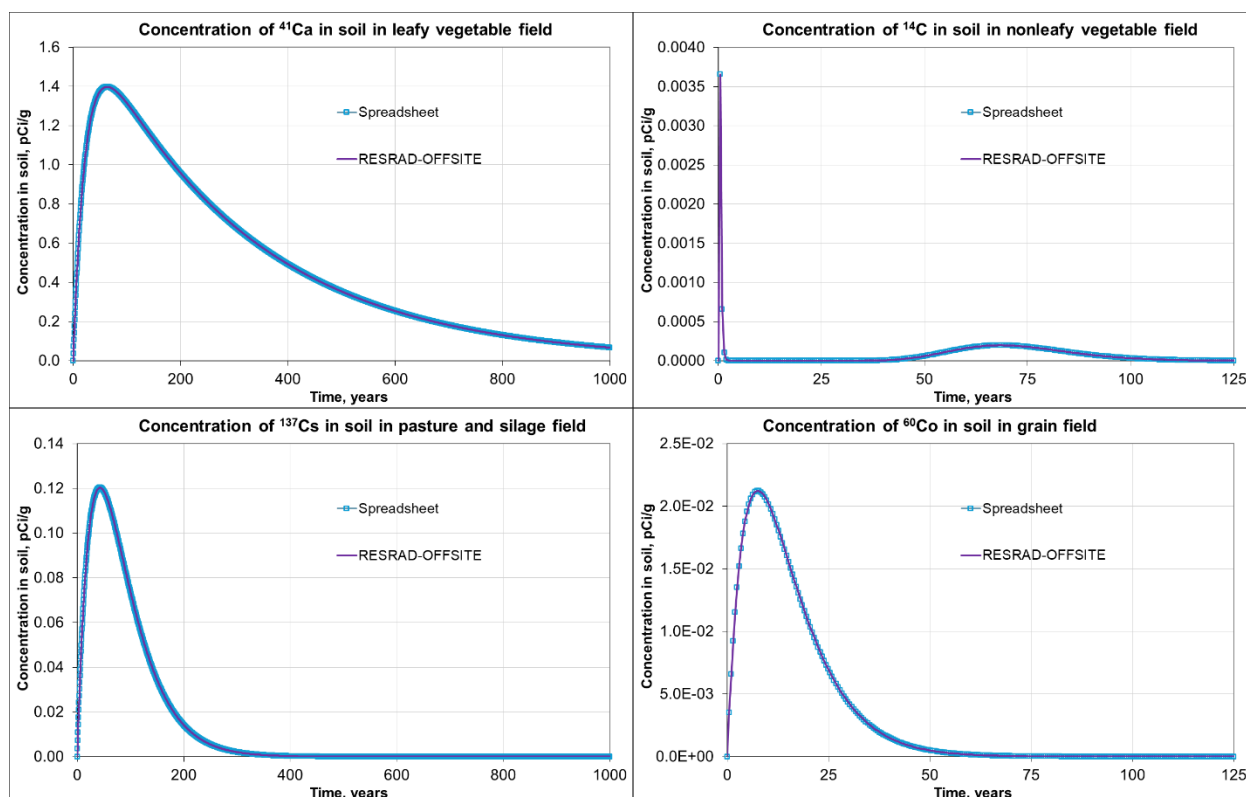 Concentration of ⁴¹Ca in soil in leafy vegetable field
Concentration in soil, pCi/g
1.6
1.4
1.2
1.0
0.8
0.6
0.4
0.2
0.0
Spreadsheet
RESRAD-OFFSITE
0 200 400 600 800 1000
Time, years
Concentration of ¹⁴C in soil in nonleafy vegetable field
Concentration in soil, pCi/g
0.0040
0.0035
0.0030
0.0025
0.0020
0.0015
0.0010
0.0005
0.0000
Spreadsheet
RESRAD-OFFSITE
0 25 50 75 100 125
Time, years
Concentration of ¹³⁷Cs in soil in pasture and silage field
Concentration in soil, pCi/g
0.14
0.12
0.10
0.08
0.06
0.04
0.02
0.00
Spreadsheet
RESRAD-OFFSITE
0 200 400 600 800 1000
Time, years
Concentration of ⁶⁰Co in soil in grain field
Concentration in soil, pCi/g
2.5E-02
2.0E-02
1.5E-02
1.0E-02
5.0E-03
0.0E+00
Spreadsheet
RESRAD-OFFSITE
0 25 50 75 100 125
Time, years